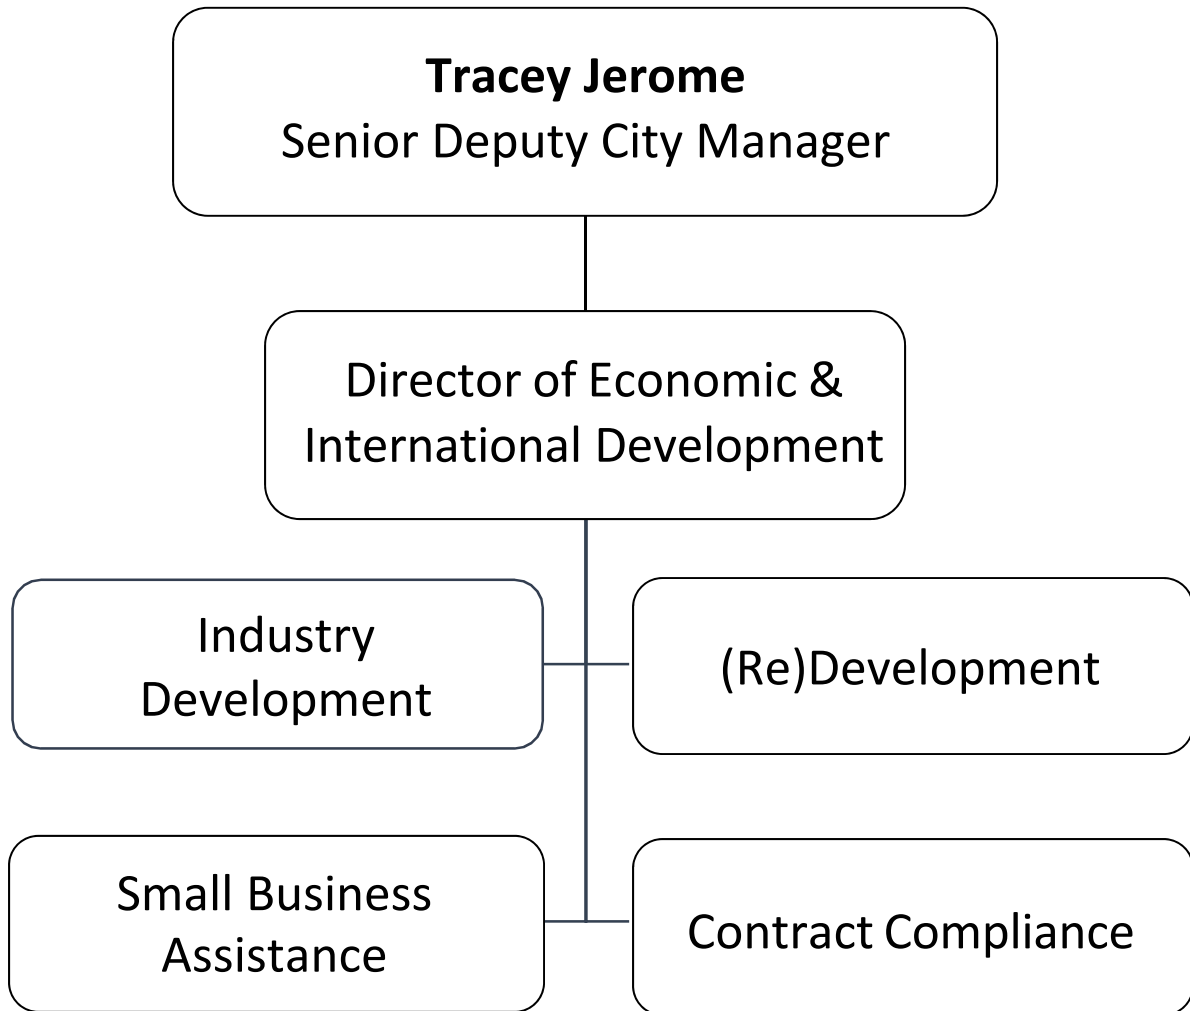 Tracey Jerome
Senior Deputy City Manager
Director of Economic &
International Development
Industry
Development
(Re)Development
Small Business
Assistance
Contract Compliance